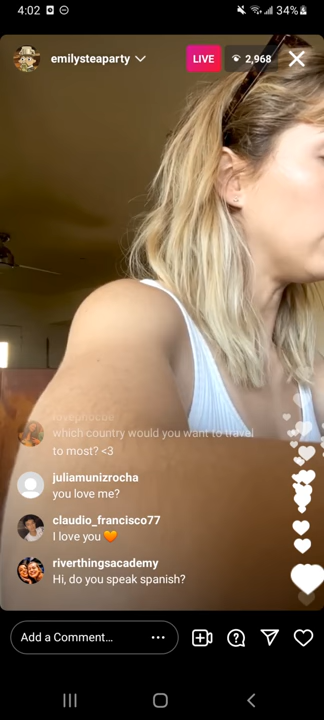 4:02
34%
emilysteaparty
LIVE
2,968
lovephocbe
which country would you want to travel
to most? <3
juliamunizrocha
you love me?
claudio_francisco77
I love you 🧡
riverthingsacademy
Hi, do you speak spanish?
Add a Comment...